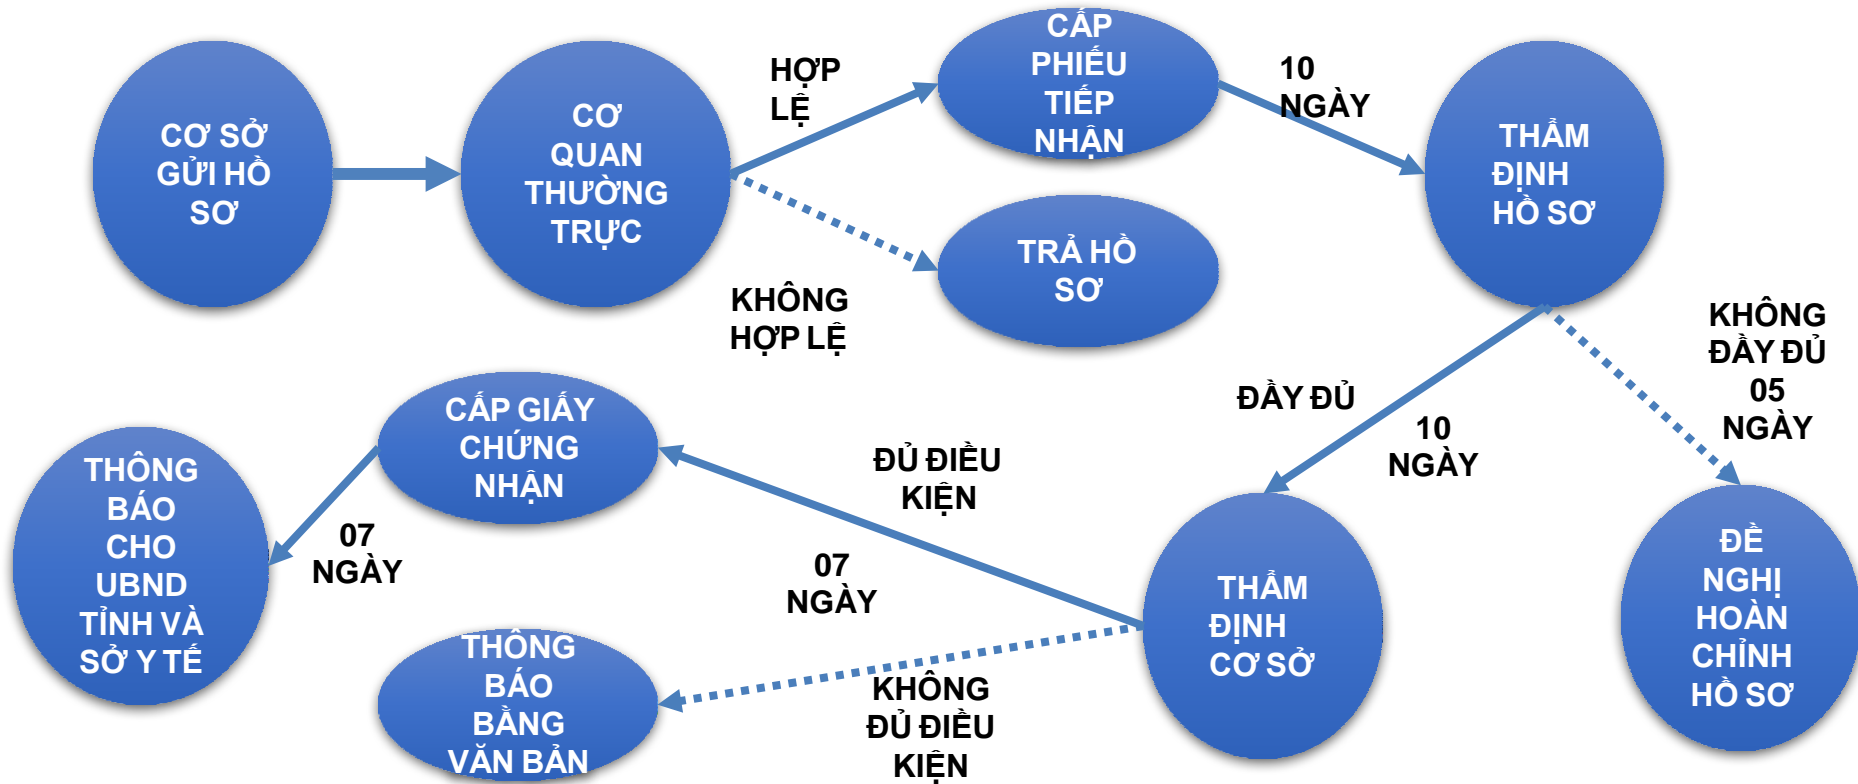 CƠ SỞ
GỬI HỒ
SƠ
CƠ
QUAN
THƯỜNG
TRỰC
HỢP
LỆ
CẤP
PHIẾU
TIẾP
NHẬN
10
NGÀY
THẨM
ĐỊNH
HỒ SƠ
KHÔNG
HỢP LỆ
TRẢ HỒ
SƠ
KHÔNG
ĐẦY ĐỦ
05
NGÀY
ĐẦY ĐỦ
10
NGÀY
ĐỀ
NGHỊ
HOÀN
CHỈNH
HỒ SƠ
THẨM
ĐỊNH
CƠ SỞ
ĐỦ ĐIỀU
KIỆN
07
NGÀY
CẤP GIẤY
CHỨNG
NHẬN
07
NGÀY
THÔNG
BÁO
CHO
UBND
TỈNH VÀ
SỞ Y TẾ
KHÔNG
ĐỦ ĐIỀU
KIỆN
THÔNG
BÁO
BẰNG
VĂN BẢN